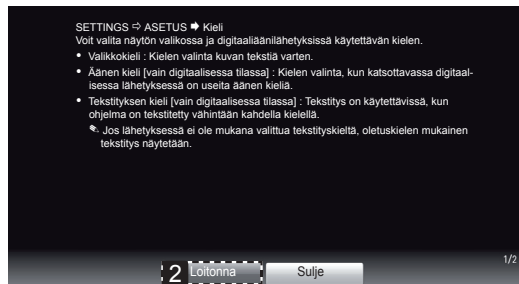 SETTINGS ⇨ ASETUS ➡ Kieli
Voit valita näytön valikossa ja digitaaliäänilähetyksissä käytettävän kielen.
• Valikkokieli : Kielen valinta kuvan tekstiä varten.
• Äänen kieli [vain digitaalisessa tilassa] : Kielen valinta, kun katsottavassa digitaal-
isessa lähetyksessä on useita äänen kieliä.
• Tekstityksen kieli [vain digitaalisessa tilassa] : Tekstitys on käytettävissä, kun
ohjelma on tekstitetty vähintään kahdella kielellä.
✎ Jos lähetyksessä ei ole mukana valittua tekstityskieltä, oletuskielen mukainen
tekstitys näytetään.
1/2
2 Loitonna Sulje